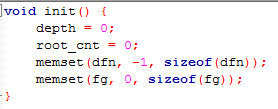 void init() {
depth = 0;
root_cnt = 0;
memset(dfn, -1, sizeof(dfn));
memset(fg, 0, sizeof(fg));
}